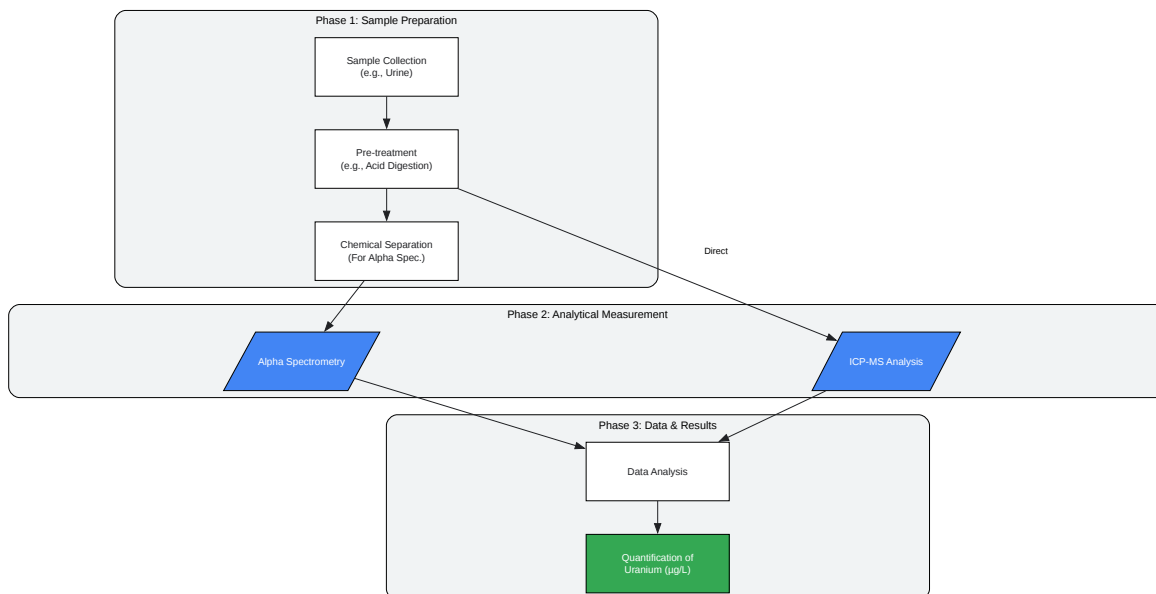 Phase 1: Sample Preparation
Sample Collection
(e.g., Urine)
Pre-treatment
(e.g., Acid Digestion)
Chemical Separation
(For Alpha Spec.)
Direct
Phase 2: Analytical Measurement
Alpha Spectrometry
ICP-MS Analysis
Phase 3: Data & Results
Data Analysis
Quantification of
Uranium (µg/L)